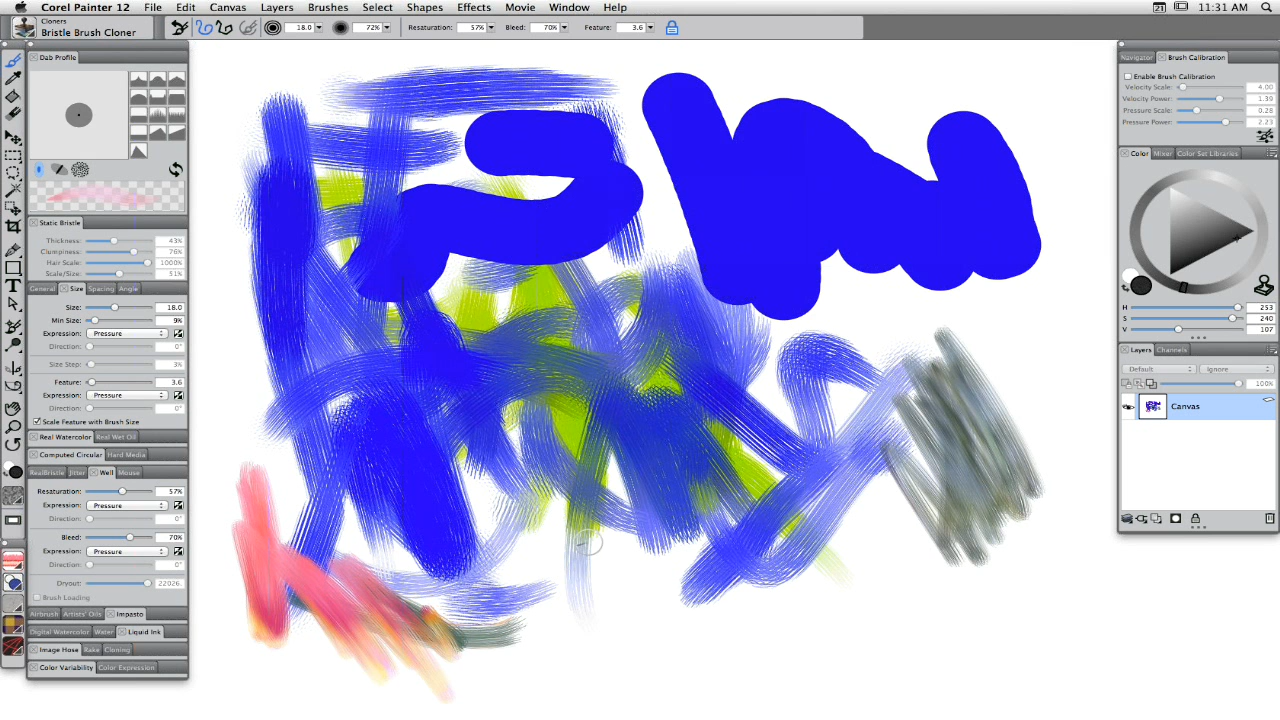 Corel Painter 12 File Edit Canvas Layers Brushes Select Shapes Effects Movie Window Help 21 11:31 AM
Cloners
Bristle Brush Cloner
18.0 72% Resaturation: 57% Bleed: 70% Feature: 3.6
Dab Profile
Static Bristle
Thickness: 43%
Clumpiness: 76%
Hair Scale: 1000%
Scale/Size: 51%
General Size Spacing Angle
Size: 18.0
Min Size: 9%
Expression: Pressure
Direction: 0°
Size Step: 3%
Feature: 3.6
Expression: Pressure
Direction: 0°
Scale Feature with Brush Size
Real Watercolor Real Wet Oil
Computed Circular Hard Media
RealBristle Jitter Well Mouse
Resaturation: 57%
Expression: Pressure
Direction: 0°
Bleed: 70%
Expression: Pressure
Direction: 0°
Dryout: 22026.
Brush Loading
Airbrush Artists' Oils Impasto
Digital Watercolor Water Liquid Ink
Image Hose Rake Cloning
Color Variability Color Expression
Navigator Brush Calibration
Enable Brush Calibration
Velocity Scale: 4.00
Velocity Power: 1.39
Pressure Scale: 0.28
Pressure Power: 2.23
Color Mixer Color Set Libraries
H 253
S 240
V 107
Layers Channels
Default Ignore
100%
Canvas